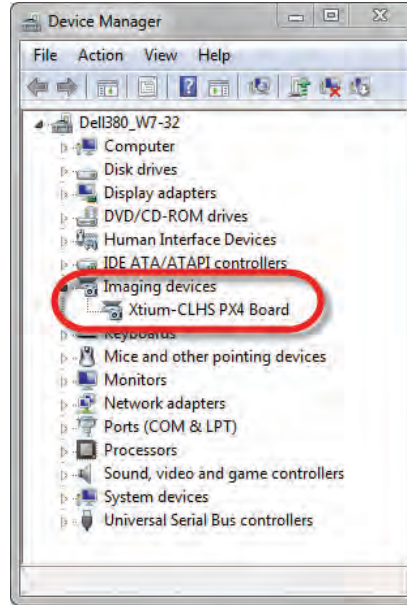 Device Manager
File Action View Help
Dell380_W7-32
Computer
Disk drives
Display adapters
DVD/CD-ROM drives
Human Interface Devices
IDE ATA/ATAPI controllers
Imaging devices
Xtium-CLHS PX4 Board
Keyboards
Mice and other pointing devices
Monitors
Network adapters
Ports (COM & LPT)
Processors
Sound, video and game controllers
System devices
Universal Serial Bus controllers